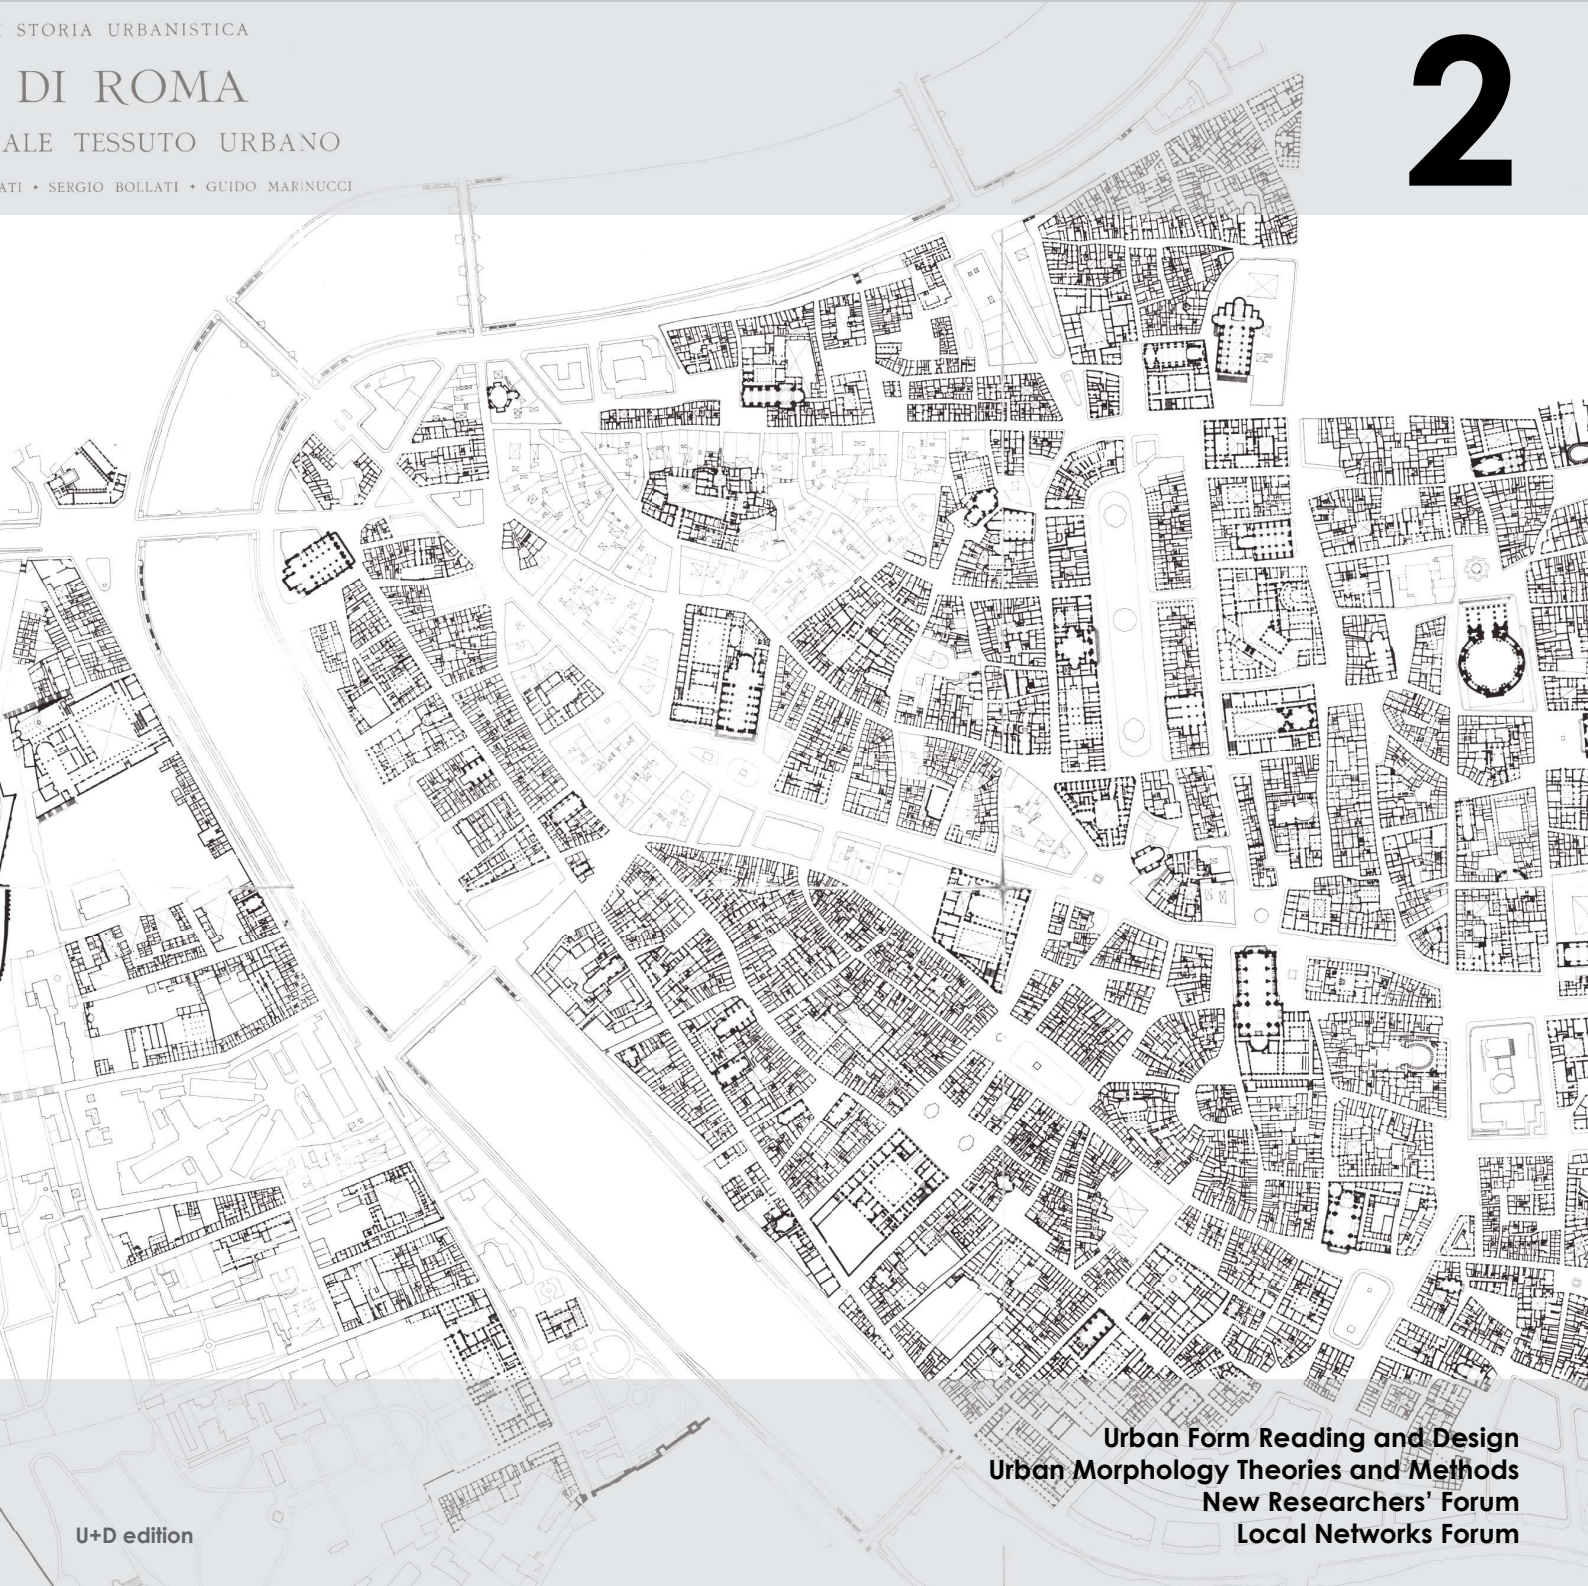 STORIA URBANISTICA
DI ROMA
ALE TESSUTO URBANO
ATI + SERGIO BOLLATI + GUIDO MARINUCCI
2
Urban Form Reading and Design
Urban Morphology Theories and Methods
New Researchers' Forum
Local Networks Forum
U+D edition